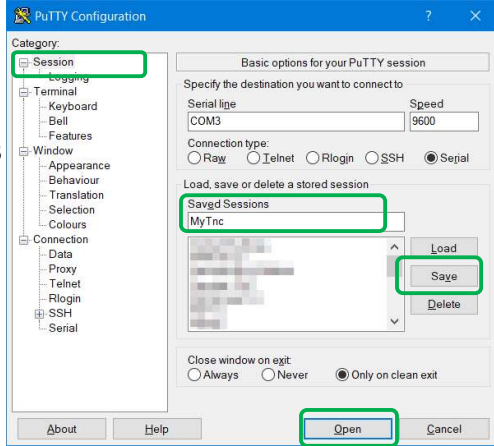 PuTTY Configuration
Category:
Session
Logging
Terminal
Keyboard
Bell
Features
Window
Appearance
Behaviour
Translation
Selection
Colours
Connection
Data
Proxy
Telnet
Rlogin
SSH
Serial
Basic options for your PuTTY session
Specify the destination you want to connect to
Serial line Speed
COM3 9600
Connection type:
Raw Telnet Rlogin SSH Serial
Load, save or delete a stored session
Saved Sessions
MyTnc
Load
Save
Delete
Close window on exit:
Always Never Only on clean exit
About Help Open Cancel